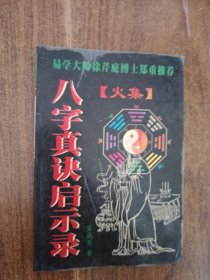 易学大师徐芹庭博士郑重推荐
【火集】
八字真诀启示录
著